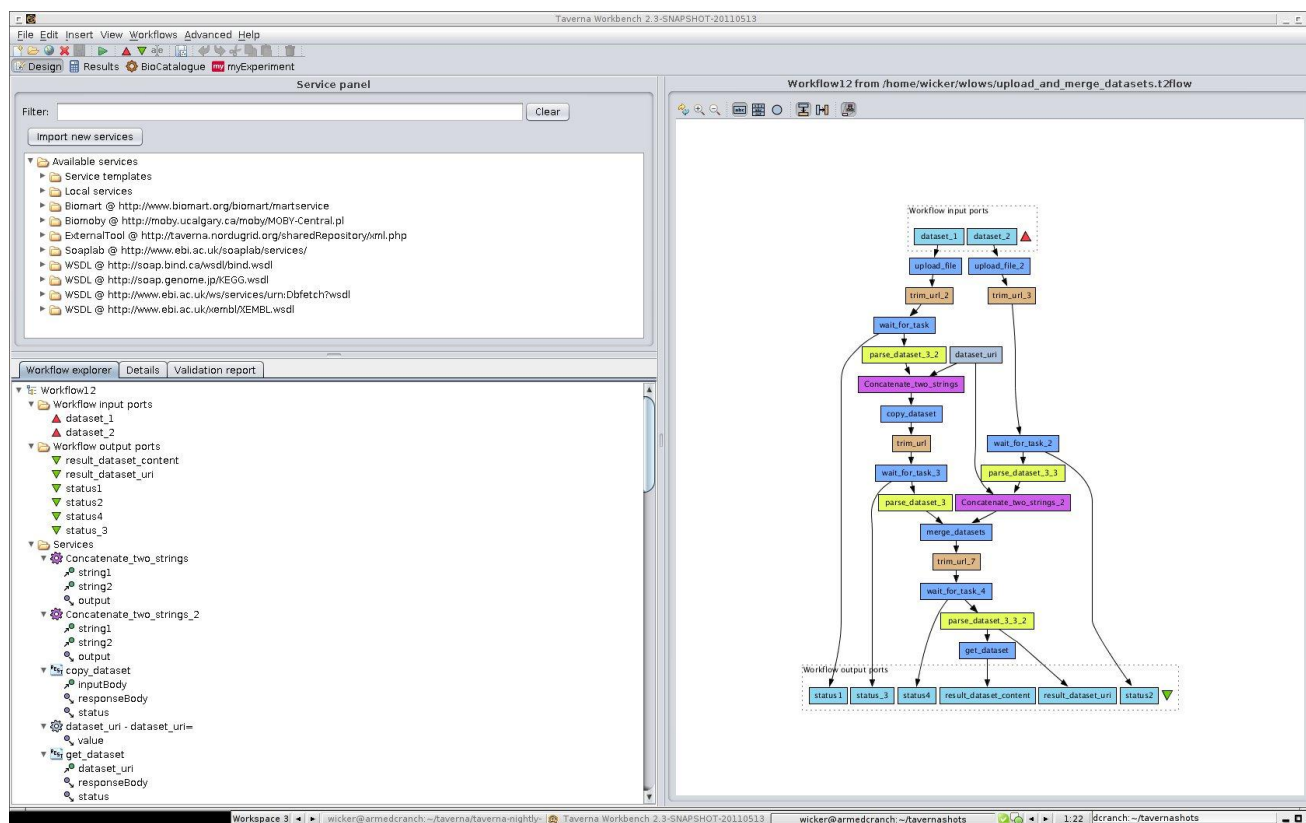 Taverna Workbench 2.3-SNAPSHOT-20110513
File Edit Insert View Workflows Advanced Help
Design Results BioCatalogue my myExperiment
Service panel
Filter: Clear
Import new services
Available services
Service templates
Local services
Biomart @ http://www.biomart.org/biomart/martservice
Biomoby @ http://moby.ucalgary.ca/moby/MOBY-Central.pl
ExternalTool @ http://taverna.nordugrid.org/sharedRepository/xml.php
Soaplab @ http://www.ebi.ac.uk/soaplab/services/
WSDL @ http://soap.bind.ca/wsdl/bind.wsdl
WSDL @ http://soap.genome.jp/KEGG.wsdl
WSDL @ http://www.ebi.ac.uk/ws/services/urn:Dbfetch?wsdl
WSDL @ http://www.ebi.ac.uk/xembl/XEMBL.wsdl
Workflow explorer Details Validation report
Workflow12
Workflow input ports
dataset_1
dataset_2
Workflow output ports
result_dataset_content
result_dataset_uri
status1
status2
status4
status_3
Services
Concatenate_two_strings
string1
string2
output
Concatenate_two_strings_2
string1
string2
output
copy_dataset
inputBody
responseBody
status
dataset_uri - dataset_uri=
value
get_dataset
dataset_uri
responseBody
status
Workflow12 from /home/wicker/wlows/upload_and_merge_datasets.t2flow
Workflow input ports
dataset_1 dataset_2
upload_file upload_file_2
trim_url_2 trim_url_3
wait_for_task
parse_dataset_3_2 dataset_uri
Concatenate_two_strings
copy_dataset
trim_url wait_for_task_2
wait_for_task_3 parse_dataset_3_3
parse_dataset_3 Concatenate_two_strings_2
merge_datasets
trim_url_7
wait_for_task_4
parse_dataset_3_3_2
get_dataset
Workflow output ports
status1 status_3 status4 result_dataset_content result_dataset_uri status2
Workspace 3 wicker@armedcranch:~/taverna/taverna-nightly- Taverna Workbench 2.3-SNAPSHOT-20110513 wicker@armedcranch:~/tavernashots 1:22 dcranch:~/tavernashots